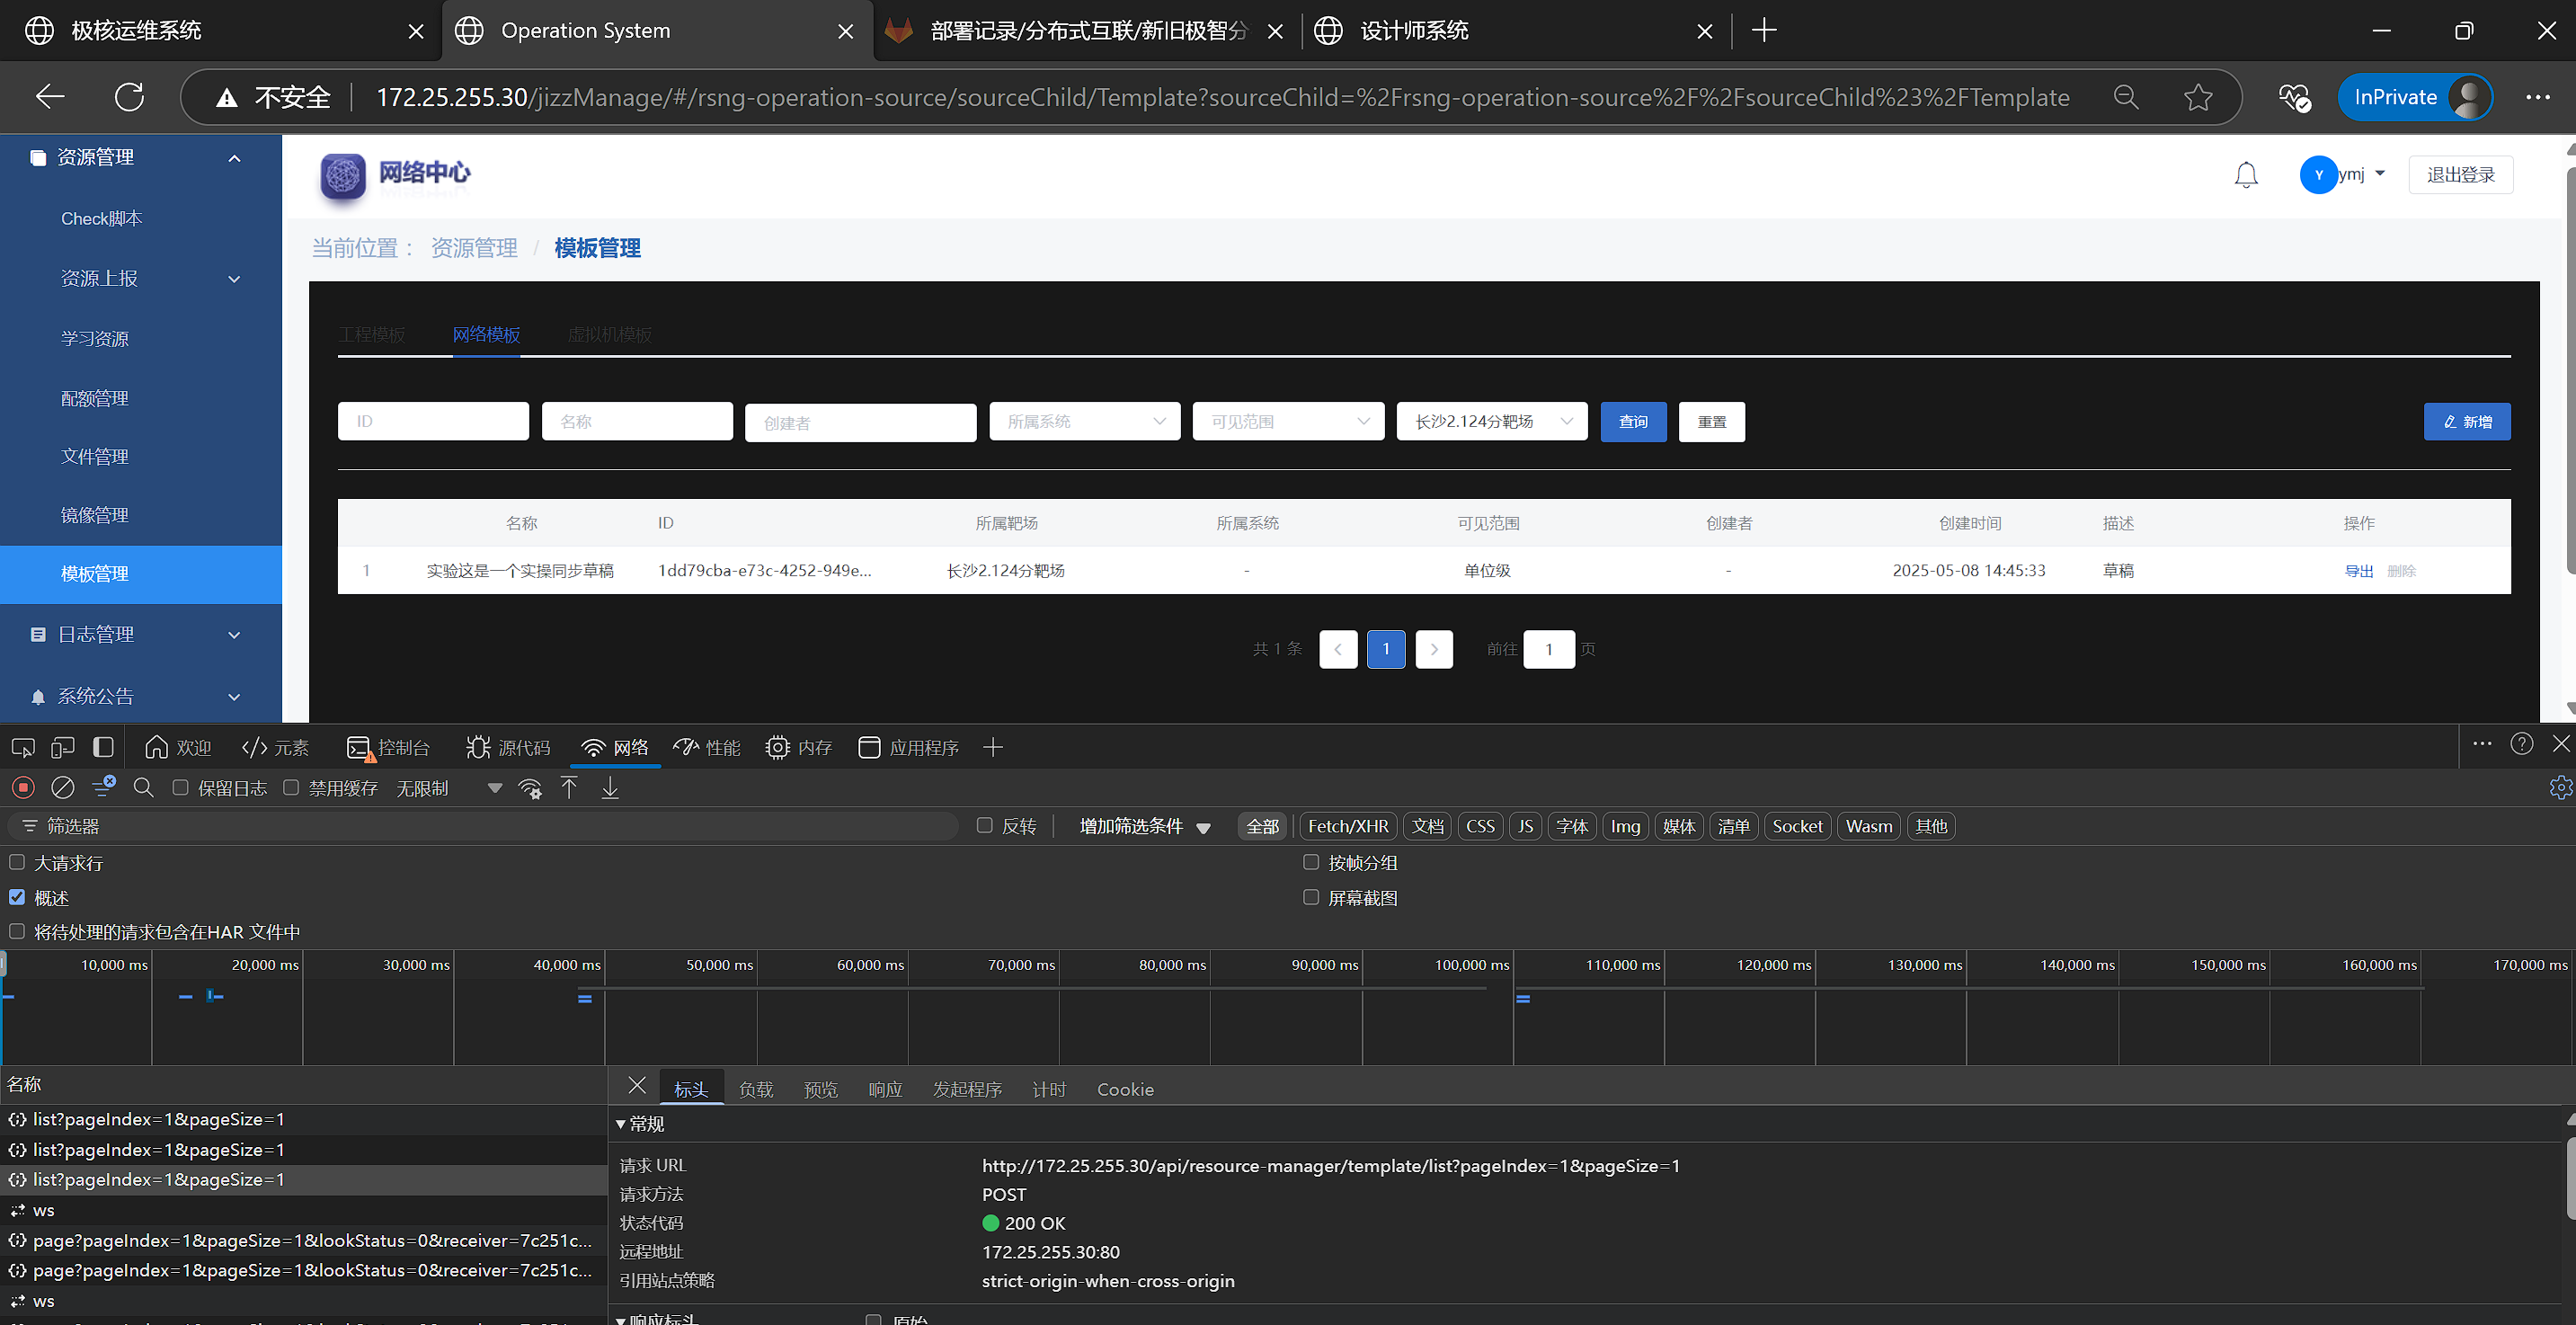 极核运维系统
Operation System
部署记录/分布式互联/新旧极智分
设计师系统
不安全
172.25.255.30/jizzManage/#/rsng-operation-source/sourceChild/Template?sourceChild=%2Frsng-operation-source%2F%2FsourceChild%23%2FTemplate
InPrivate
资源管理
Check脚本
资源上报
学习资源
配额管理
文件管理
镜像管理
模板管理
日志管理
系统公告
网络中心
Y
ymj
退出登录
当前位置： 资源管理 / 模板管理
工程模板 网络模板 虚拟机模板
ID 名称 创建者 所属系统 可见范围 长沙2.124分靶场 查询 重置 新增
名称 ID 所属靶场 所属系统 可见范围 创建者 创建时间 描述 操作
1 实验这是一个实操同步草稿 1dd79cba-e73c-4252-949e... 长沙2.124分靶场 - 单位级 - 2025-05-08 14:45:33 草稿 导出 删除
共 1 条 1 前往 1 页
欢迎 元素 控制台 源代码 网络 性能 内存 应用程序
保留日志 禁用缓存 无限制
筛选器 反转 增加筛选条件 全部 Fetch/XHR 文档 CSS JS 字体 Img 媒体 清单 Socket Wasm 其他
大请求行 按帧分组
概述 屏幕截图
将待处理的请求包含在HAR 文件中
10,000 ms 20,000 ms 30,000 ms 40,000 ms 50,000 ms 60,000 ms 70,000 ms 80,000 ms 90,000 ms 100,000 ms 110,000 ms 120,000 ms 130,000 ms 140,000 ms 150,000 ms 160,000 ms 170,000 ms
名称
list?pageIndex=1&pageSize=1
list?pageIndex=1&pageSize=1
list?pageIndex=1&pageSize=1
ws
page?pageIndex=1&pageSize=1&lookStatus=0&receiver=7c251c...
page?pageIndex=1&pageSize=1&lookStatus=0&receiver=7c251c...
ws
标头 负载 预览 响应 发起程序 计时 Cookie
常规
请求 URL http://172.25.255.30/api/resource-manager/template/list?pageIndex=1&pageSize=1
请求方法 POST
状态代码 200 OK
远程地址 172.25.255.30:80
引用站点策略 strict-origin-when-cross-origin
响应标头 原始